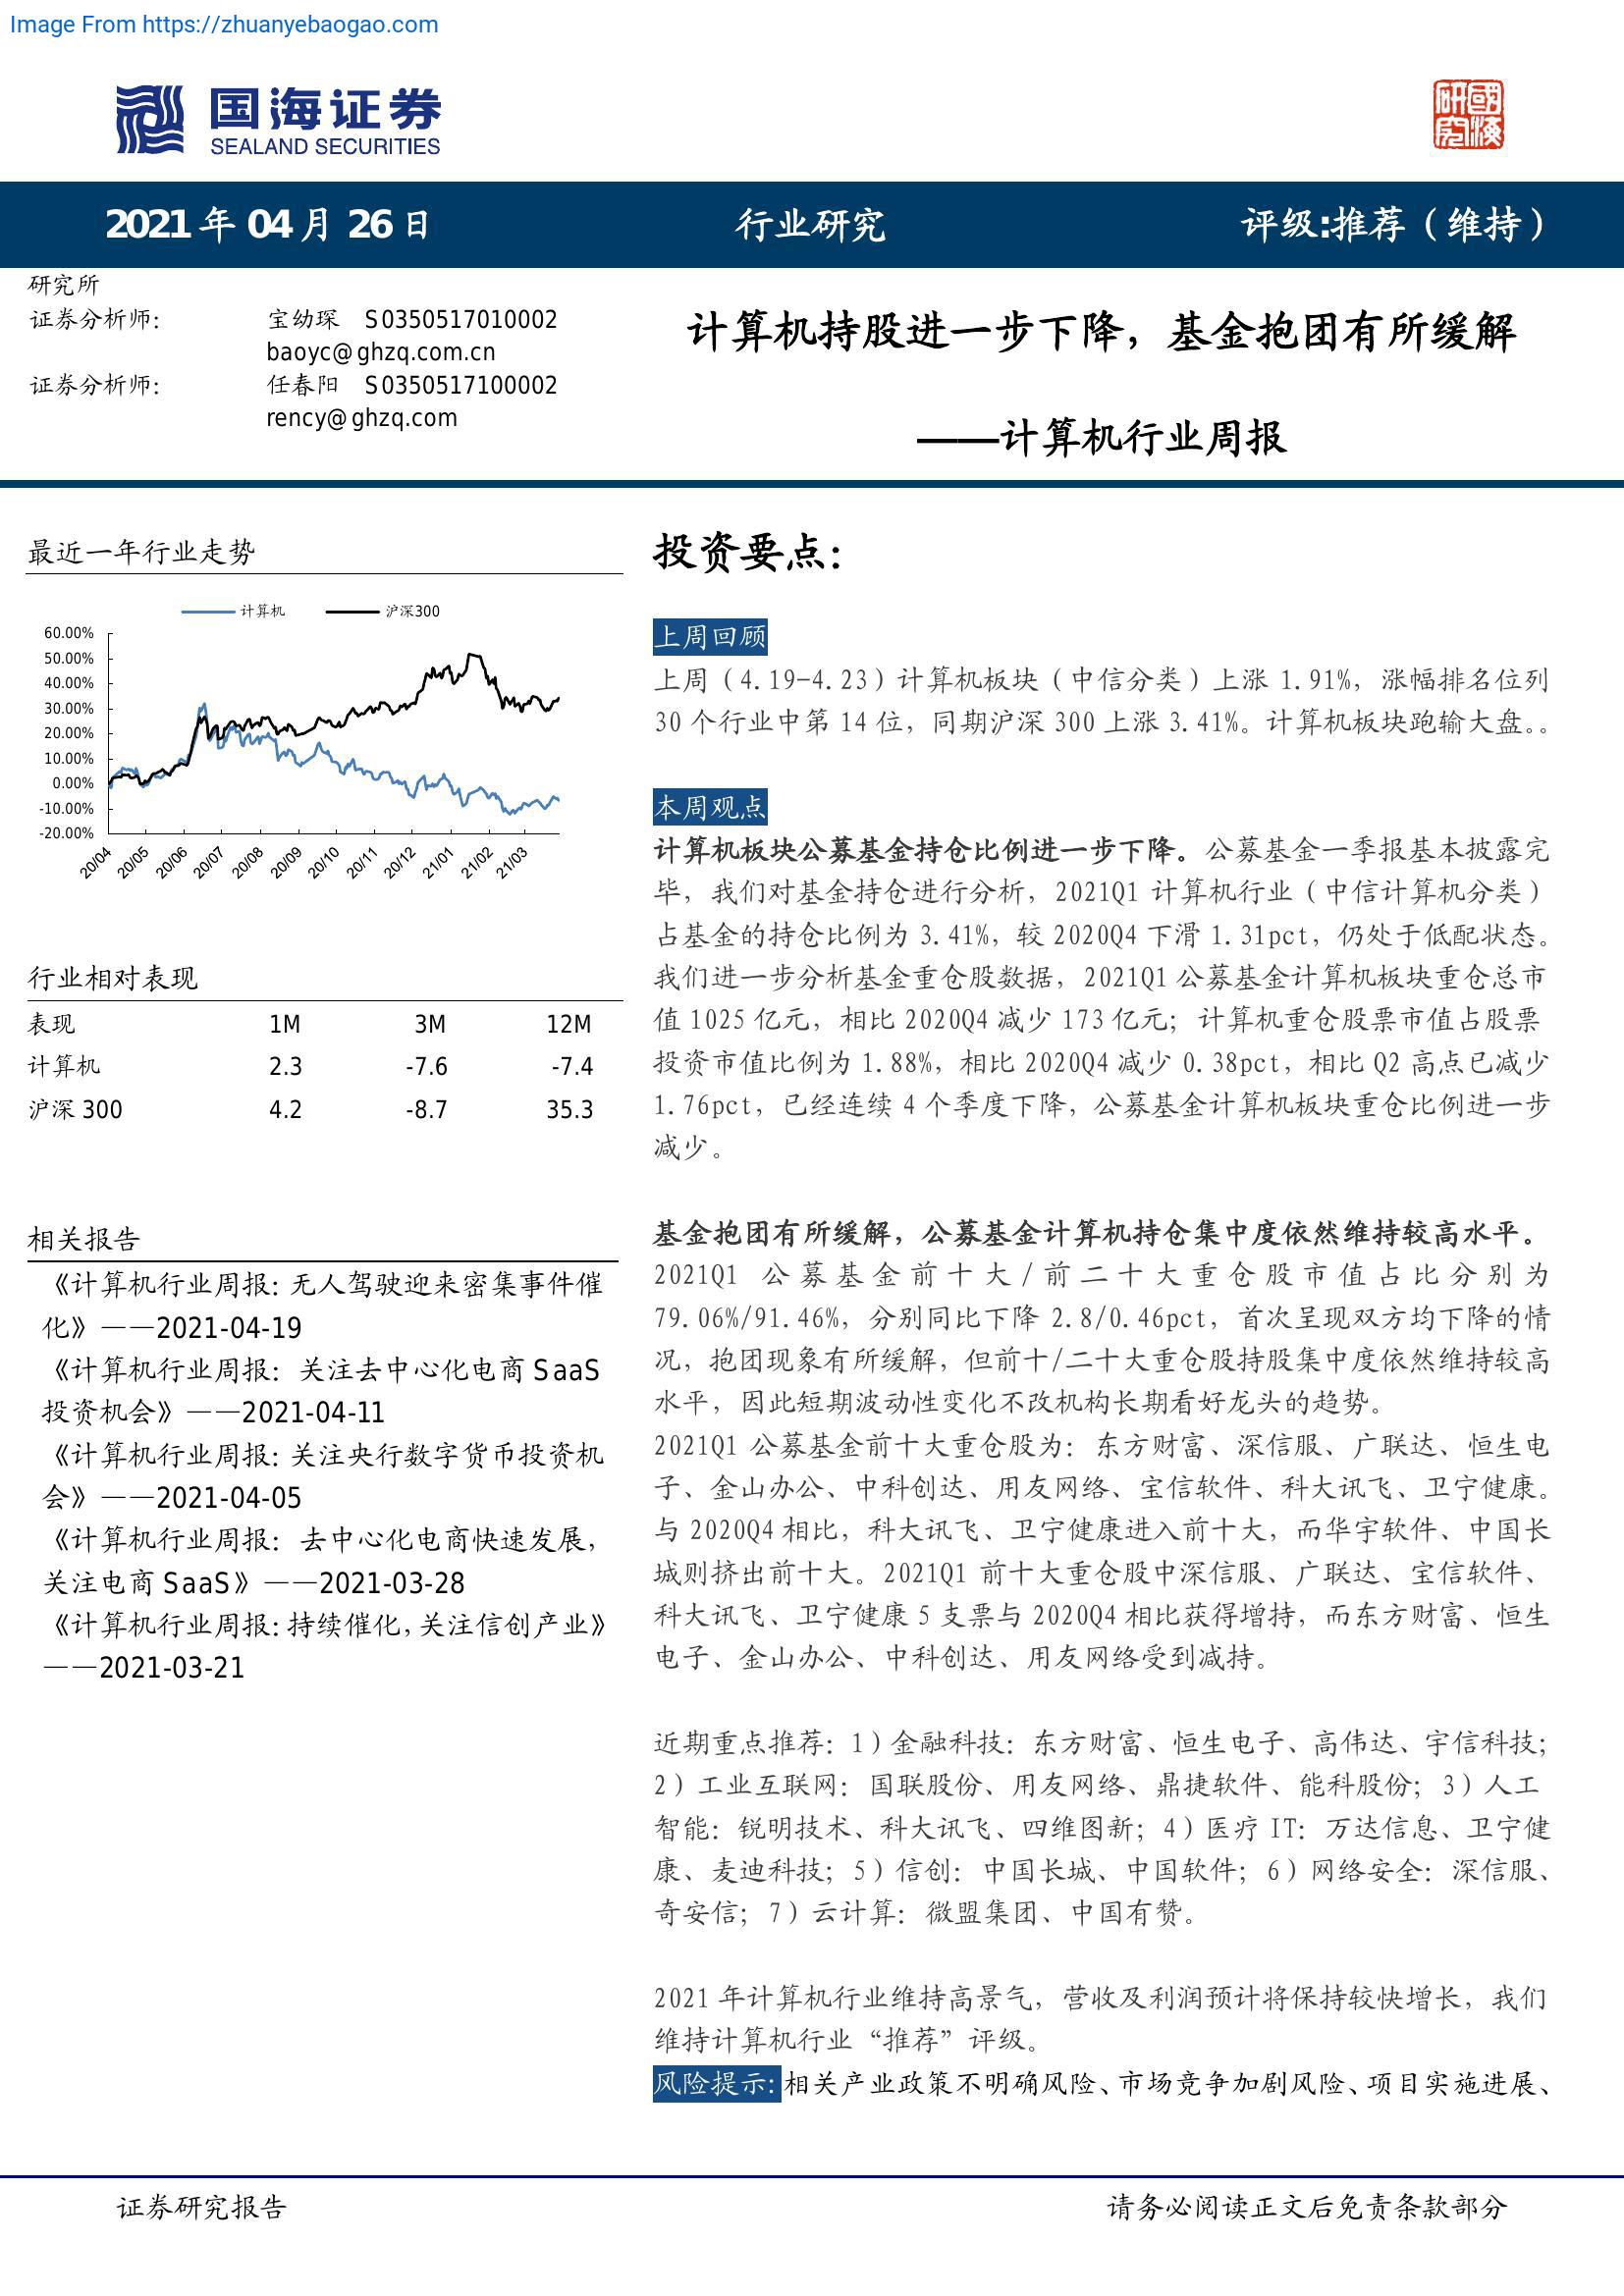 Image From https://zhuanyebaogao.com
国海证券
SEALAND SECURITIES
國海
研究
2021 年 04 月 26 日
行业研究
评级:推荐（维持）
研究所
证券分析师: 宝幼琛 S0350517010002
baoyc@ghzq.com.cn
证券分析师: 任春阳 S0350517100002
rency@ghzq.com
计算机持股进一步下降，基金抱团有所缓解
——计算机行业周报
最近一年行业走势
计算机 沪深300
60.00%
50.00%
40.00%
30.00%
20.00%
10.00%
0.00%
-10.00%
-20.00%
20/04 20/05 20/06 20/07 20/08 20/09 20/10 20/11 20/12 21/01 21/02 21/03
行业相对表现
表现 1M 3M 12M
计算机 2.3 -7.6 -7.4
沪深 300 4.2 -8.7 35.3
相关报告
《计算机行业周报: 无人驾驶迎来密集事件催
化》——2021-04-19
《计算机行业周报: 关注去中心化电商 SaaS
投资机会》——2021-04-11
《计算机行业周报: 关注央行数字货币投资机
会》——2021-04-05
《计算机行业周报: 去中心化电商快速发展,
关注电商 SaaS》——2021-03-28
《计算机行业周报: 持续催化, 关注信创产业》
——2021-03-21
投资要点:
上周回顾
上周（4.19-4.23）计算机板块（中信分类）上涨 1.91%，涨幅排名位列
30 个行业中第 14 位，同期沪深 300 上涨 3.41%。计算机板块跑输大盘。。
本周观点
计算机板块公募基金持仓比例进一步下降。公募基金一季报基本披露完
毕，我们对基金持仓进行分析，2021Q1 计算机行业（中信计算机分类）
占基金的持仓比例为 3.41%，较 2020Q4 下滑 1.31pct，仍处于低配状态。
我们进一步分析基金重仓股数据，2021Q1 公募基金计算机板块重仓总市
值 1025 亿元，相比 2020Q4 减少 173 亿元；计算机重仓股票市值占股票
投资市值比例为 1.88%，相比 2020Q4 减少 0.38pct，相比 Q2 高点已减少
1.76pct，已经连续 4 个季度下降，公募基金计算机板块重仓比例进一步
减少。
基金抱团有所缓解，公募基金计算机持仓集中度依然维持较高水平。
2021Q1 公募基金前十大/前二十大重仓股市值占比分别为
79.06%/91.46%，分别同比下降 2.8/0.46pct，首次呈现双方均下降的情
况，抱团现象有所缓解，但前十/二十大重仓股持股集中度依然维持较高
水平，因此短期波动性变化不改机构长期看好龙头的趋势。
2021Q1 公募基金前十大重仓股为：东方财富、深信服、广联达、恒生电
子、金山办公、中科创达、用友网络、宝信软件、科大讯飞、卫宁健康。
与 2020Q4 相比，科大讯飞、卫宁健康进入前十大，而华宇软件、中国长
城则挤出前十大。2021Q1 前十大重仓股中深信服、广联达、宝信软件、
科大讯飞、卫宁健康 5 支票与 2020Q4 相比获得增持，而东方财富、恒生
电子、金山办公、中科创达、用友网络受到减持。
近期重点推荐：1）金融科技：东方财富、恒生电子、高伟达、宇信科技；
2）工业互联网：国联股份、用友网络、鼎捷软件、能科股份；3）人工
智能：锐明技术、科大讯飞、四维图新；4）医疗 IT：万达信息、卫宁健
康、麦迪科技；5）信创：中国长城、中国软件；6）网络安全：深信服、
奇安信；7）云计算：微盟集团、中国有赞。
2021 年计算机行业维持高景气，营收及利润预计将保持较快增长，我们
维持计算机行业“推荐”评级。
风险提示: 相关产业政策不明确风险、市场竞争加剧风险、项目实施进展、
证券研究报告
请务必阅读正文后免责条款部分